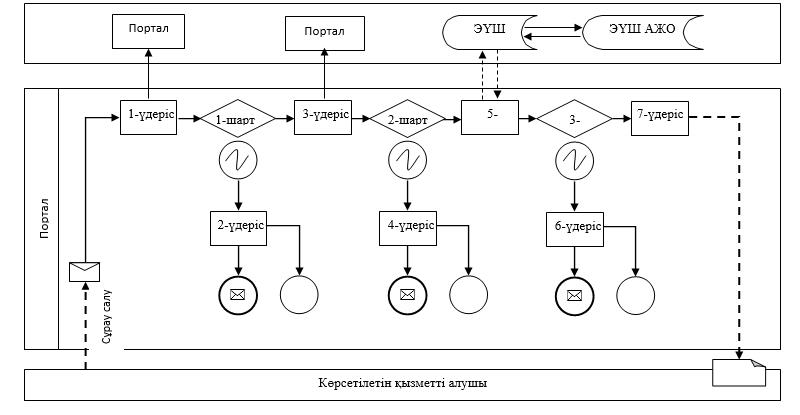 Портал
Портал
ЭҮШ
ЭҮШ АЖО
1-үдеріс
1-шарт
3-үдеріс
2-шарт
5-
3-
7-үдеріс
Портал
2-үдеріс
4-үдеріс
6-үдеріс
Сұрау салу
Көрсетілетін қызметті алушы